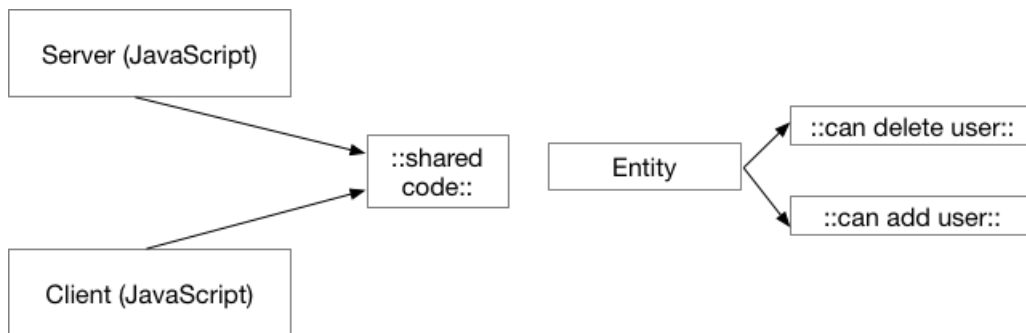 Server (JavaScript)
::shared
code::
Client (JavaScript)
Entity
::can delete user::
::can add user::